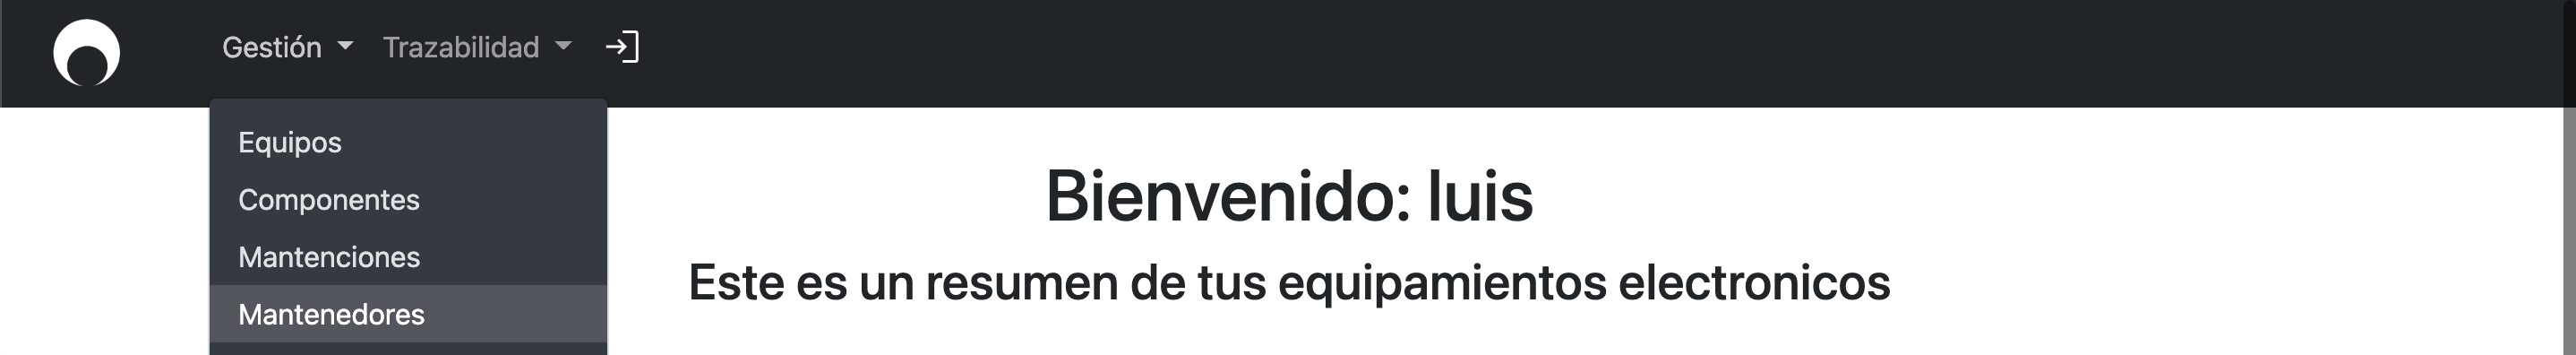 Gestión Trazabilidad
Equipos
Componentes
Mantenciones
Mantenedores
Bienvenido: luis
Este es un resumen de tus equipamientos electronicos